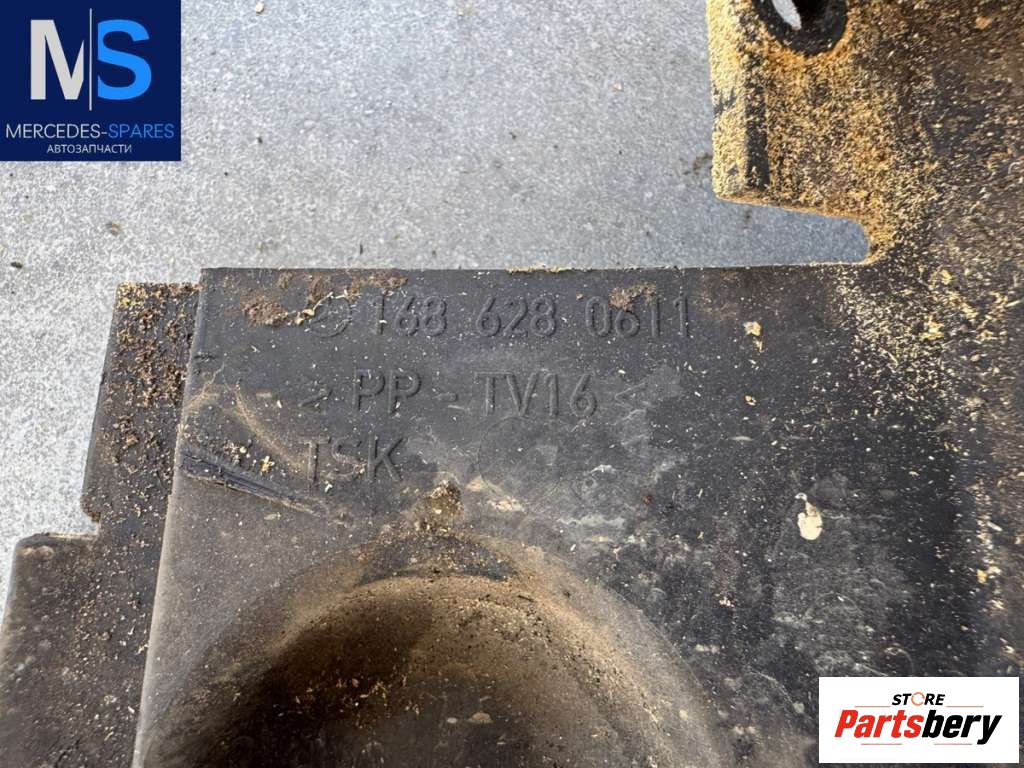 MS
MERCEDES-SPARES
АВТОЗАПЧАСТИ
168 628 0611
> PP - TV16 <
TSK
STORE
Partsbery